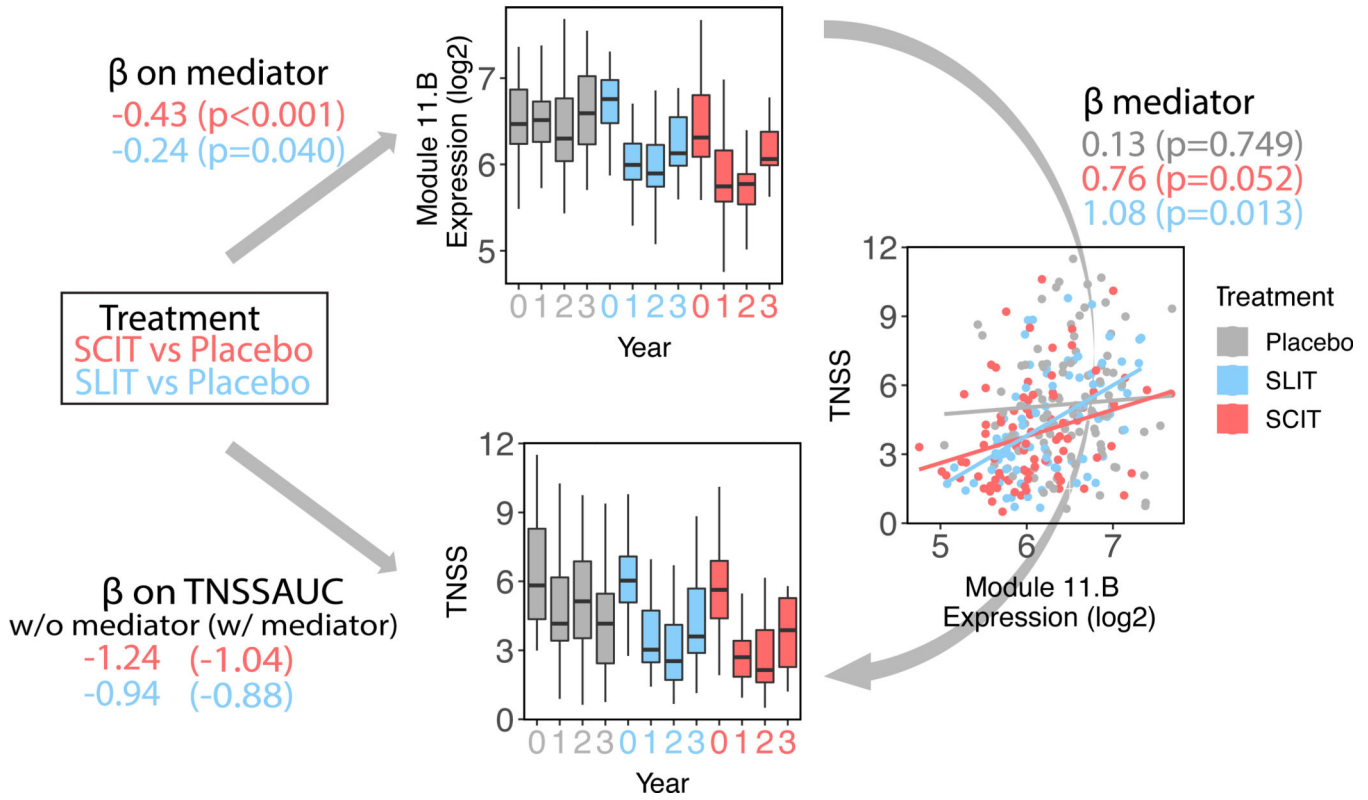 β on mediator
-0.43 (p<0.001)
-0.24 (p=0.040)
Module 11.B
Expression (log2)
7
6
5
0 1 2 3 0 1 2 3 0 1 2 3
Year
Treatment
SCIT vs Placebo
SLIT vs Placebo
β mediator
0.13 (p=0.749)
0.76 (p=0.052)
1.08 (p=0.013)
TNSS
12
9
6
3
0
5 6 7
Module 11.B
Expression (log2)
Treatment
Placebo
SLIT
SCIT
β on TNSSAUC
w/o mediator (w/ mediator)
-1.24 (-1.04)
-0.94 (-0.88)
TNSS
12
9
6
3
0
0 1 2 3 0 1 2 3 0 1 2 3
Year